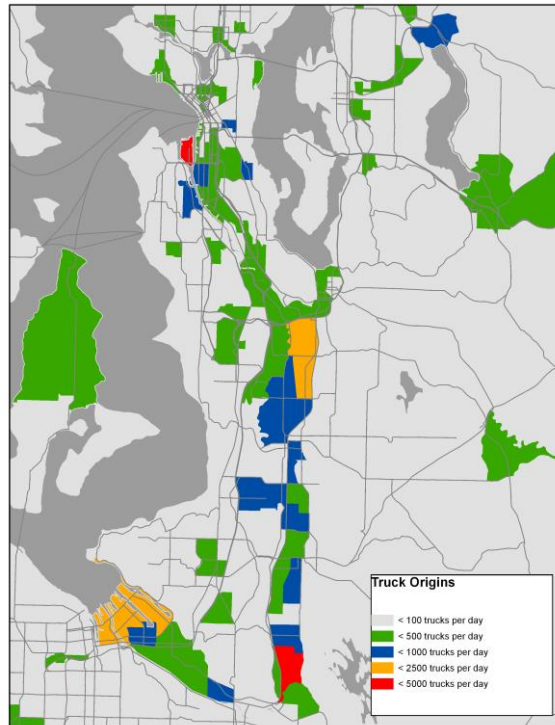 Truck Origins
< 100 trucks per day
< 500 trucks per day
< 1000 trucks per day
< 2500 trucks per day
< 5000 trucks per day